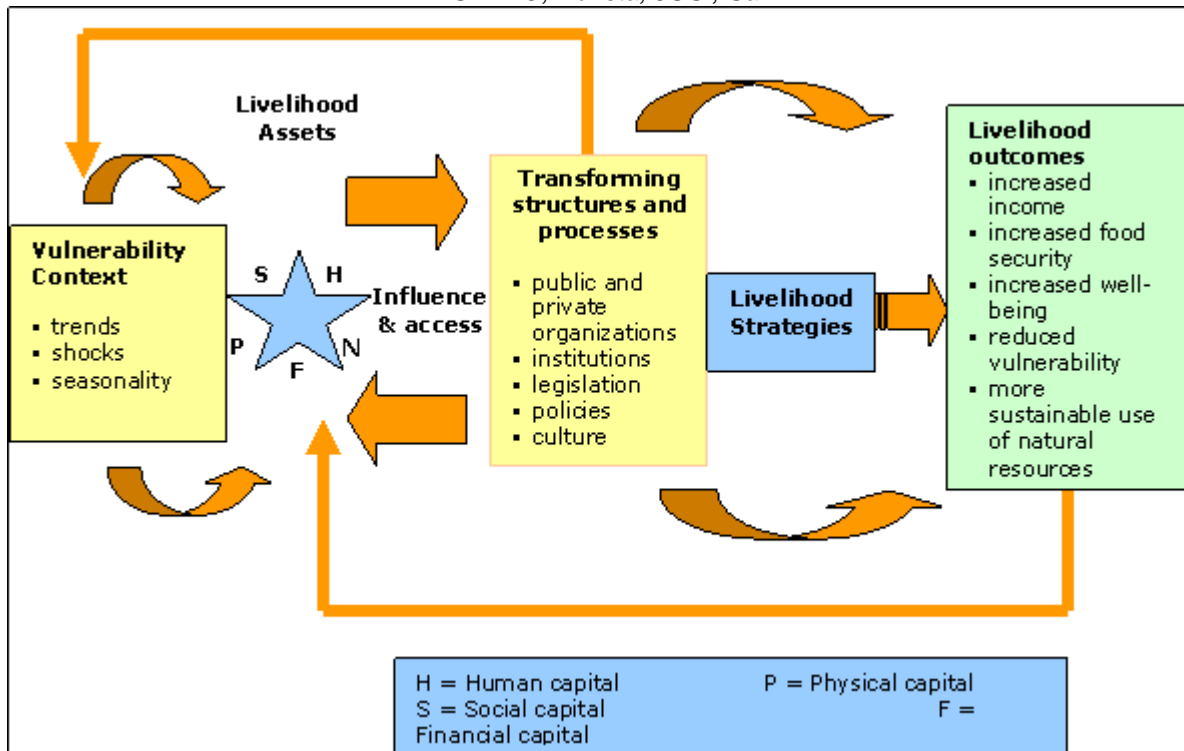 Livelihood
Assets
Vulnerability
Context
▪ trends
▪ shocks
▪ seasonality
S H
P N
F
Influence
& access
Transforming
structures and
processes
▪ public and
private
organizations
▪ institutions
▪ legislation
▪ policies
▪ culture
Livelihood
Strategies
Livelihood
outcomes
▪ increased
income
▪ increased food
security
▪ increased well-
being
▪ reduced
vulnerability
▪ more
sustainable use
of natural
resources
H = Human capital P = Physical capital
S = Social capital F =
Financial capital